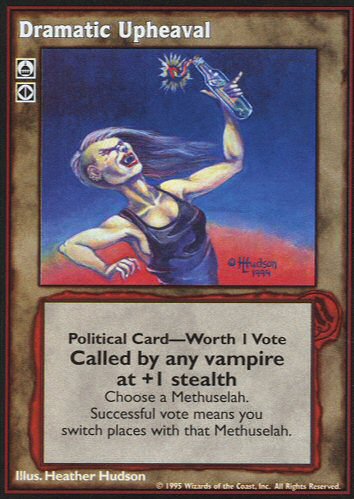 Dramatic Upheaval
© HHudson
1994
Political Card—Worth 1 Vote
Called by any vampire
at +1 stealth
Choose a Methuselah.
Successful vote means you
switch places with that Methuselah.
Illus. Heather Hudson
© 1995 Wizards of the Coast, Inc. All Rights Reserved.